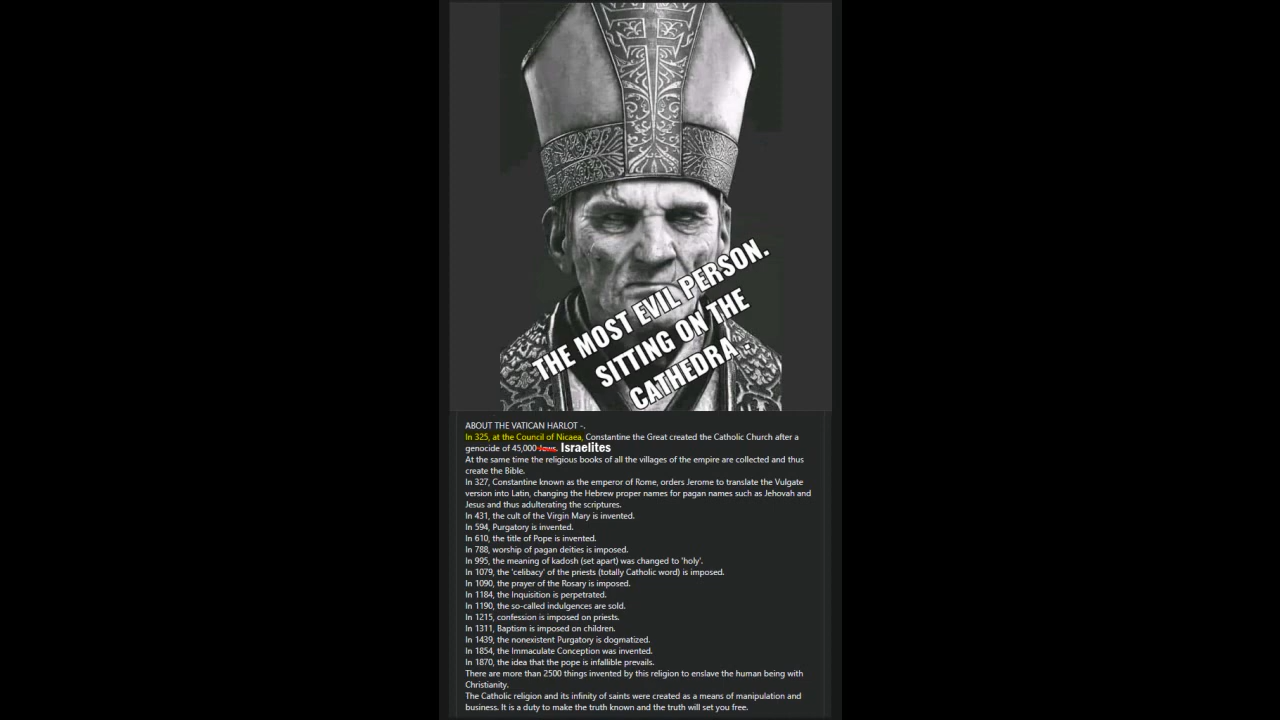 THE MOST EVIL PERSON.
SITTING ON THE
CATHEDRA -
ABOUT THE VATICAN HARLOT -.
In 325, at the Council of Nicaea, Constantine the Great created the Catholic Church after a
genocide of 45,000 Jews. Israelites
At the same time the religious books of all the villages of the empire are collected and thus
create the Bible.
In 327, Constantine known as the emperor of Rome, orders Jerome to translate the Vulgate
version into Latin, changing the Hebrew proper names for pagan names such as Jehovah and
Jesus and thus adulterating the scriptures.
In 431, the cult of the Virgin Mary is invented.
In 594, Purgatory is invented.
In 610, the title of Pope is invented.
In 788, worship of pagan deities is imposed.
In 995, the meaning of kadosh (set apart) was changed to 'holy'.
In 1079, the 'celibacy' of the priests (totally Catholic word) is imposed.
In 1090, the prayer of the Rosary is imposed.
In 1184, the Inquisition is perpetrated.
In 1190, the so-called indulgences are sold.
In 1215, confession is imposed on priests.
In 1311, Baptism is imposed on children.
In 1439, the nonexistent Purgatory is dogmatized.
In 1854, the Immaculate Conception was invented.
In 1870, the idea that the pope is infallible prevails.
There are more than 2500 things invented by this religion to enslave the human being with
Christianity.
The Catholic religion and its infinity of saints were created as a means of manipulation and
business. It is a duty to make the truth known and the truth will set you free.